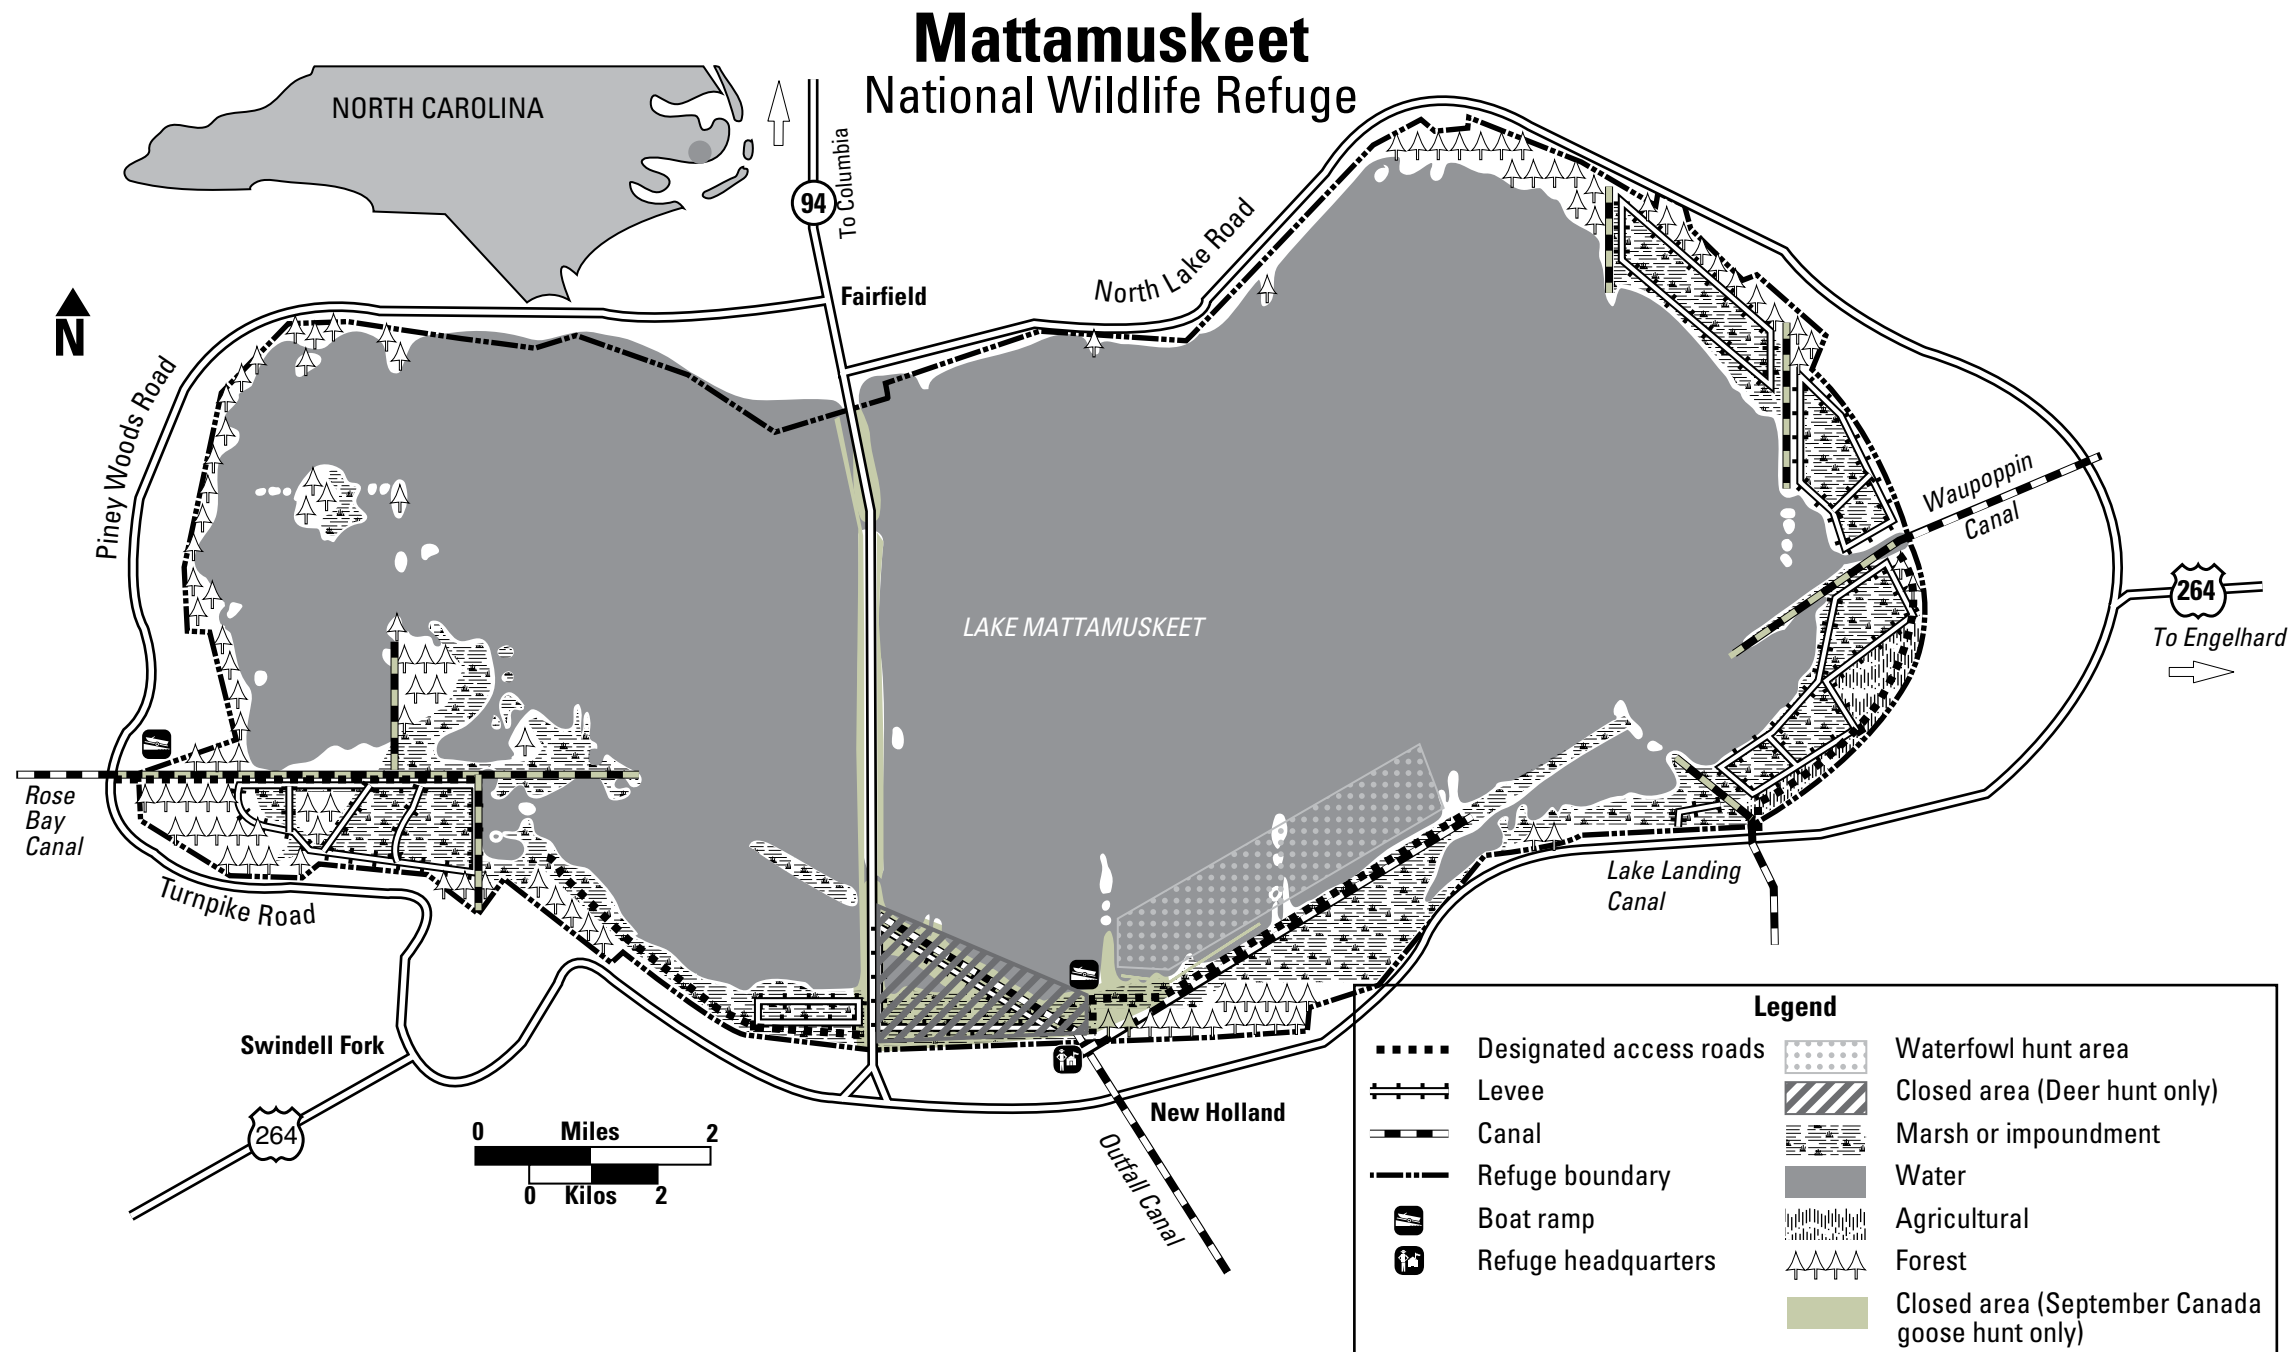 Mattamuskeet
National Wildlife Refuge
NORTH CAROLINA
94
To Columbia
N
Fairfield
North Lake Road
Piney Woods Road
Waupoppin
Canal
264
To Engelhard
LAKE MATTAMUSKEET
Rose
Bay
Canal
Turnpike Road
Lake Landing
Canal
Swindell Fork
264
New Holland
Outfall Canal
0 Miles 2
0 Kilos 2
Legend
Designated access roads
Levee
Canal
Refuge boundary
Boat ramp
Refuge headquarters
Waterfowl hunt area
Closed area (Deer hunt only)
Marsh or impoundment
Water
Agricultural
Forest
Closed area (September Canada
goose hunt only)